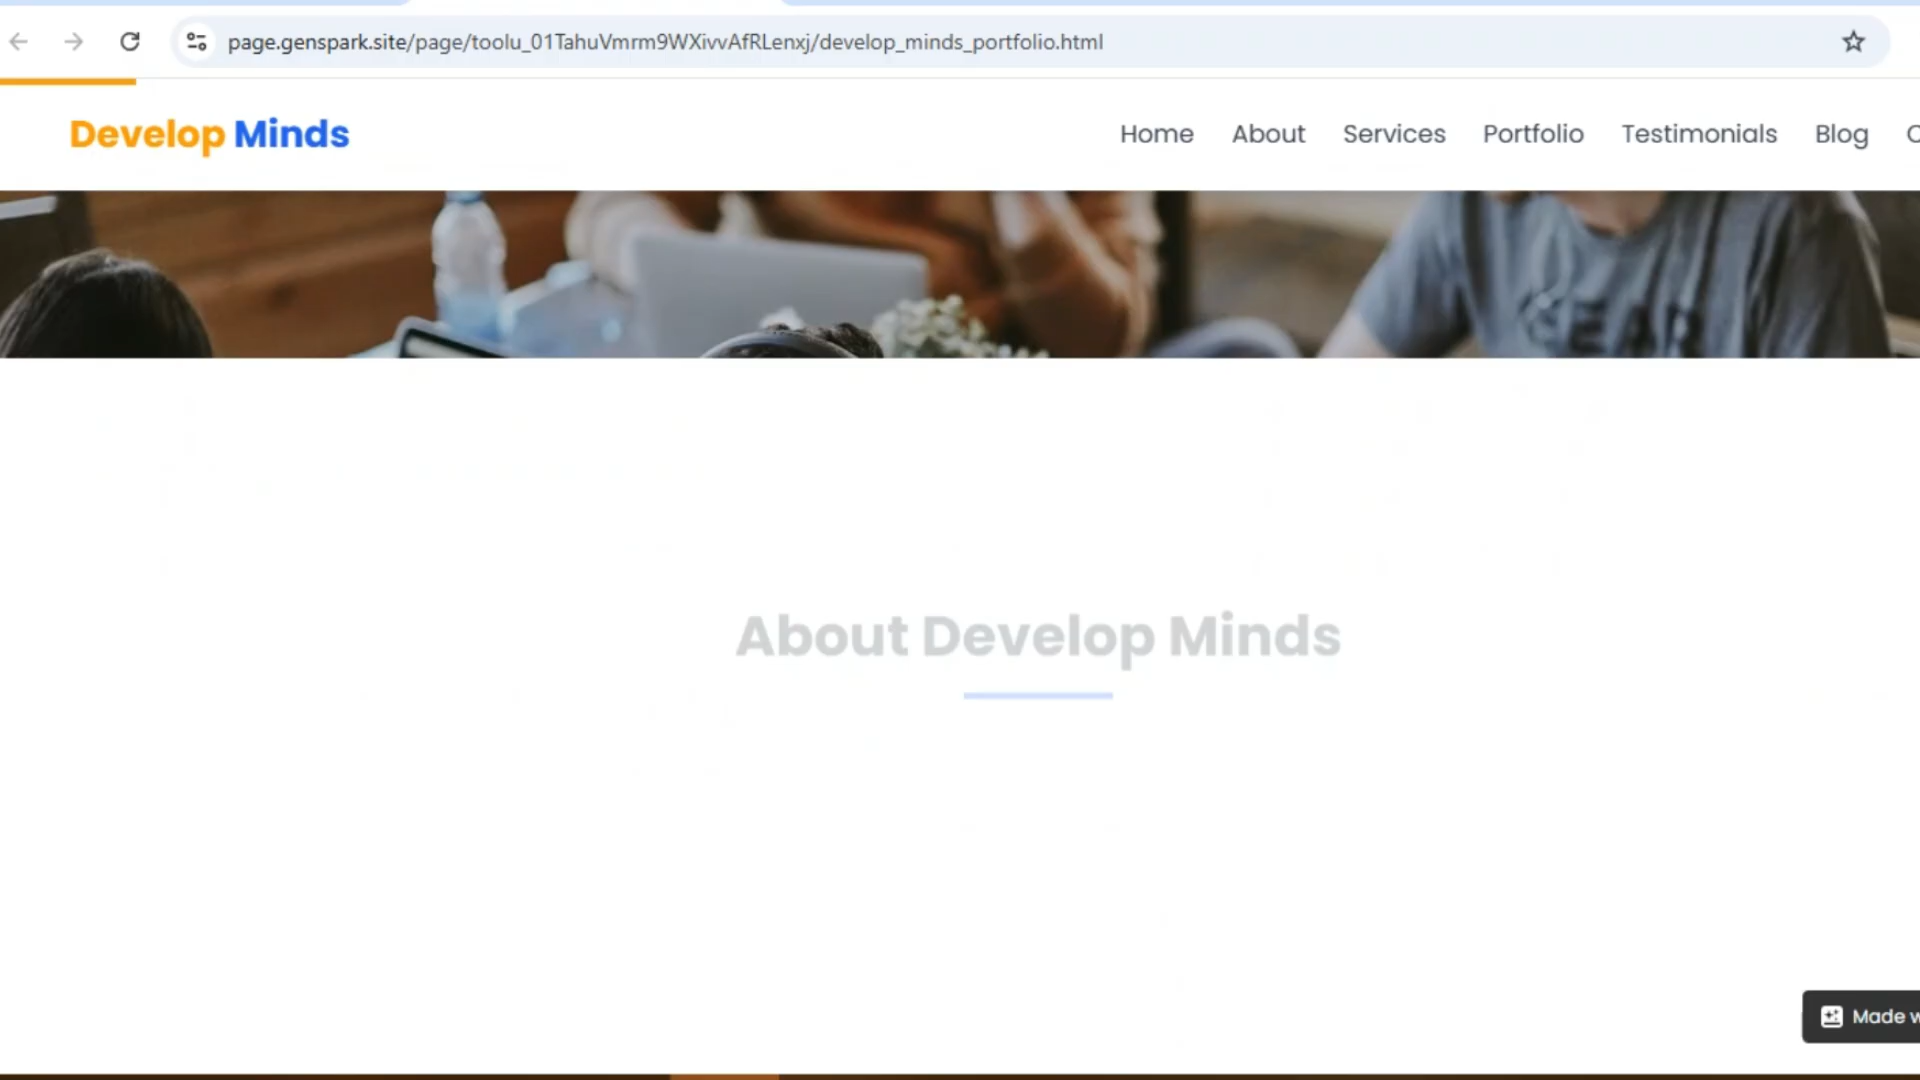 page.genspark.site/page/toolu_01TahuVmrm9WXivvAfRLenxj/develop_minds_portfolio.html
Develop Minds
Home About Services Portfolio Testimonials Blog
About Develop Minds
Made